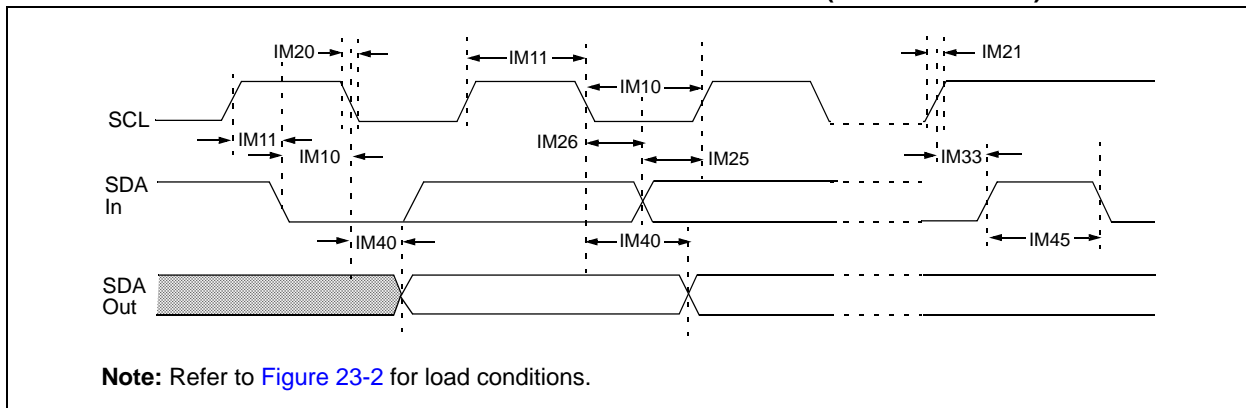 IM20
IM11
IM21
IM10
SCL
IM11
IM26
IM10
IM25
IM33
SDA
In
IM40
IM40
IM45
SDA
Out
Note: Refer to Figure 23-2 for load conditions.